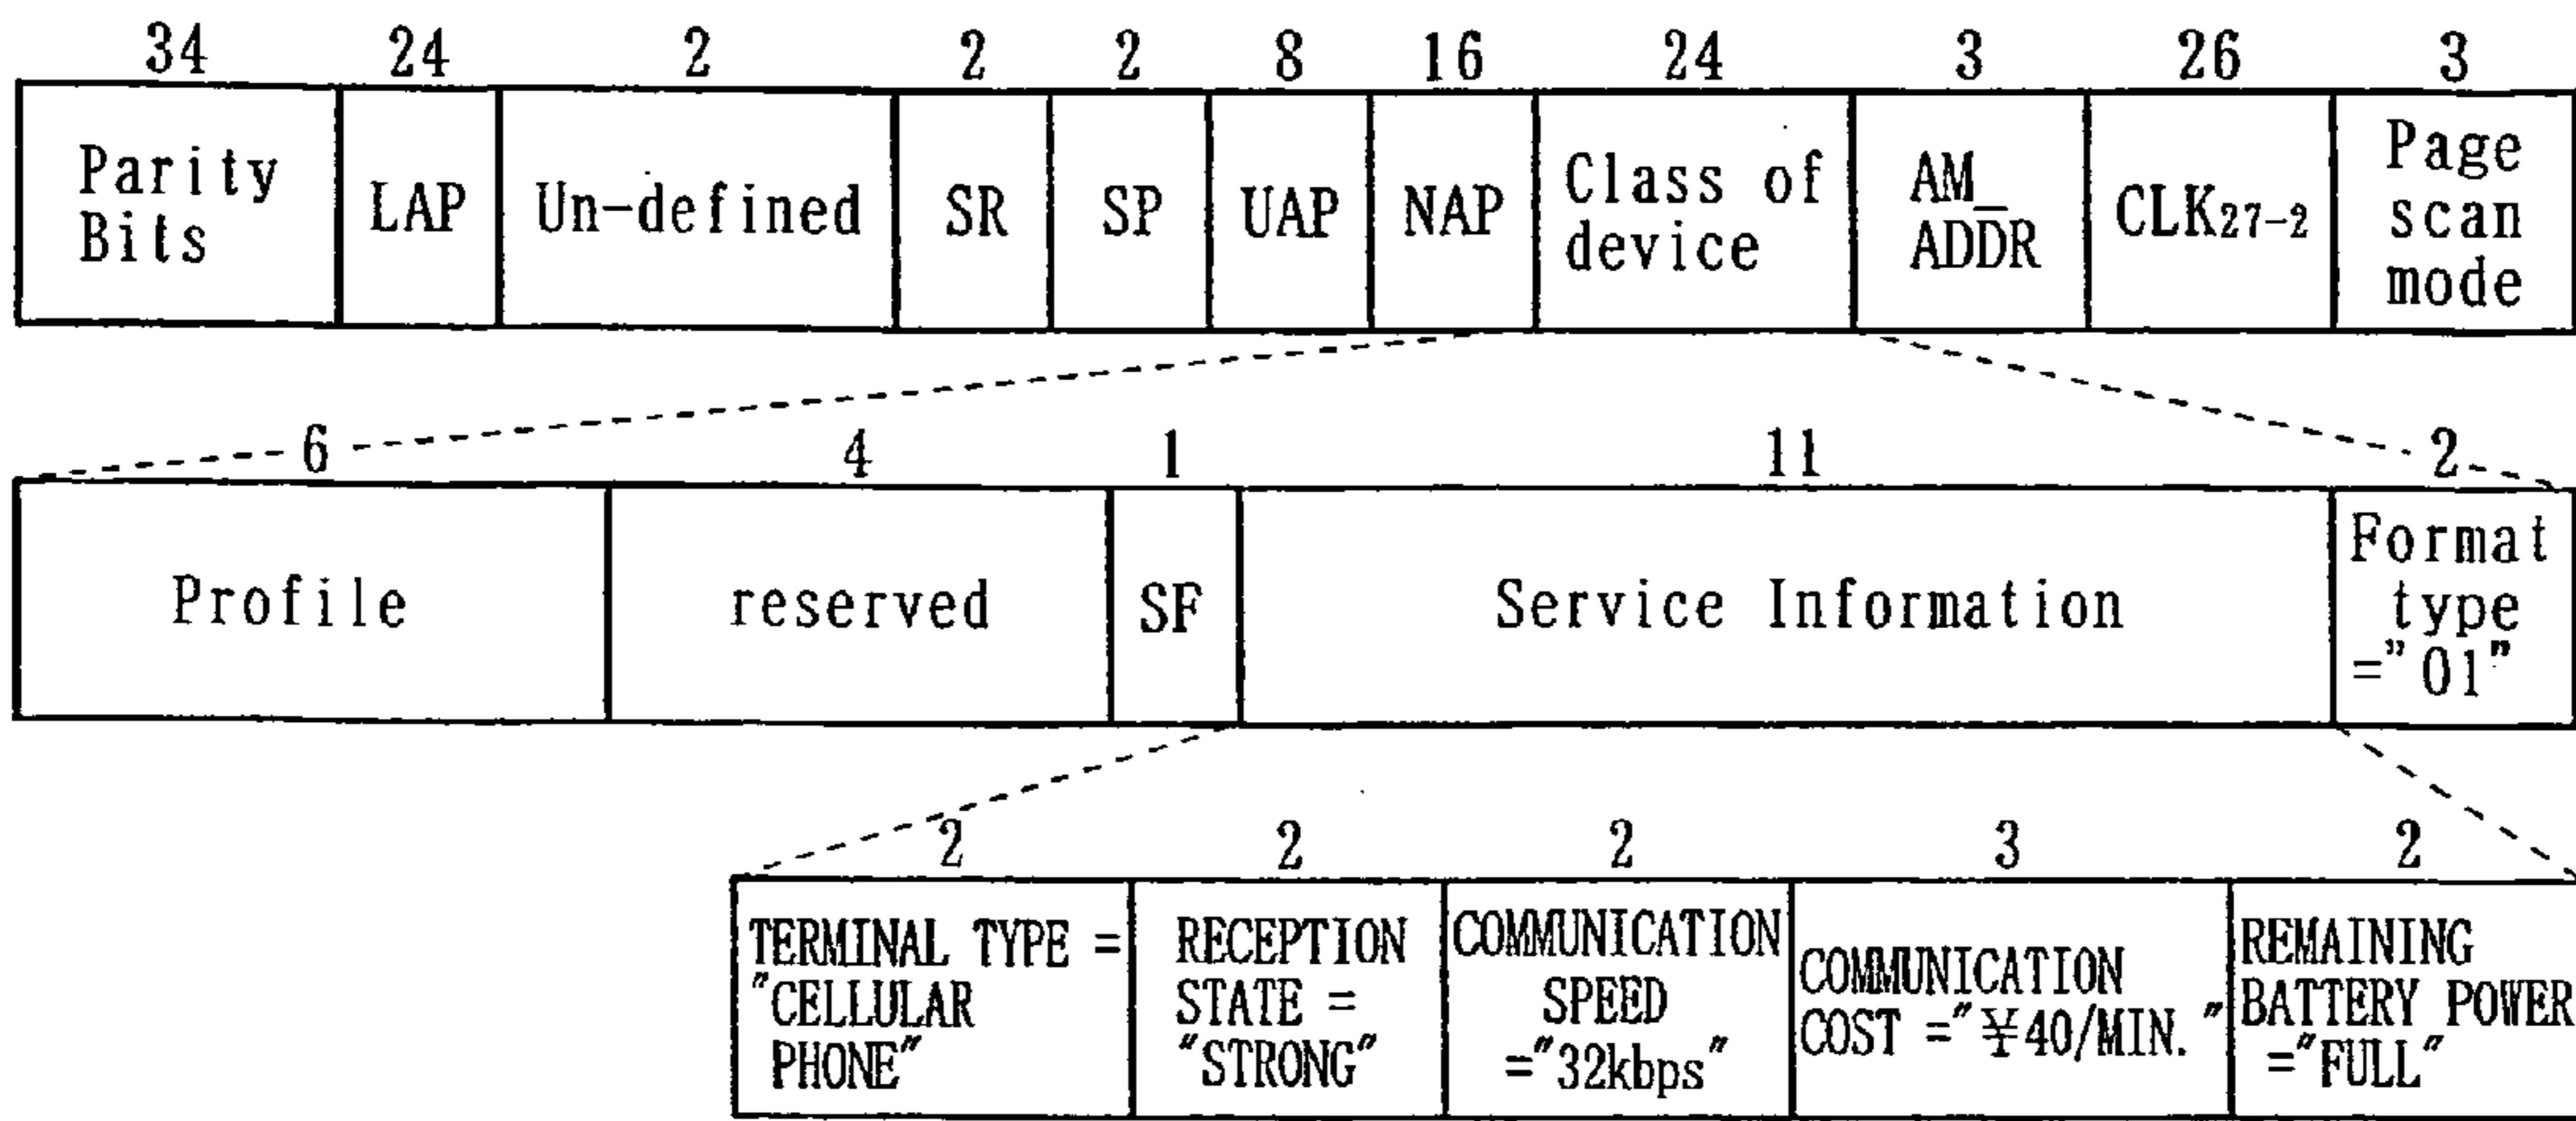 34 24 2 2 2 8 16 24 3 26 3
Parity
Bits
LAP
Un-defined
SR
SP
UAP
NAP
Class of
device
AM_
ADDR
CLK27-2
Page
scan
mode
6 4 1 11 2
Profile
reserved
SF
Service Information
Format
type
="01"
2 2 2 3 2
TERMINAL TYPE =
"CELLULAR
PHONE"
RECEPTION
STATE =
"STRONG"
COMMUNICATION
SPEED
="32kbps"
COMMUNICATION
COST ="¥40/MIN."
REMAINING
BATTERY POWER
="FULL"